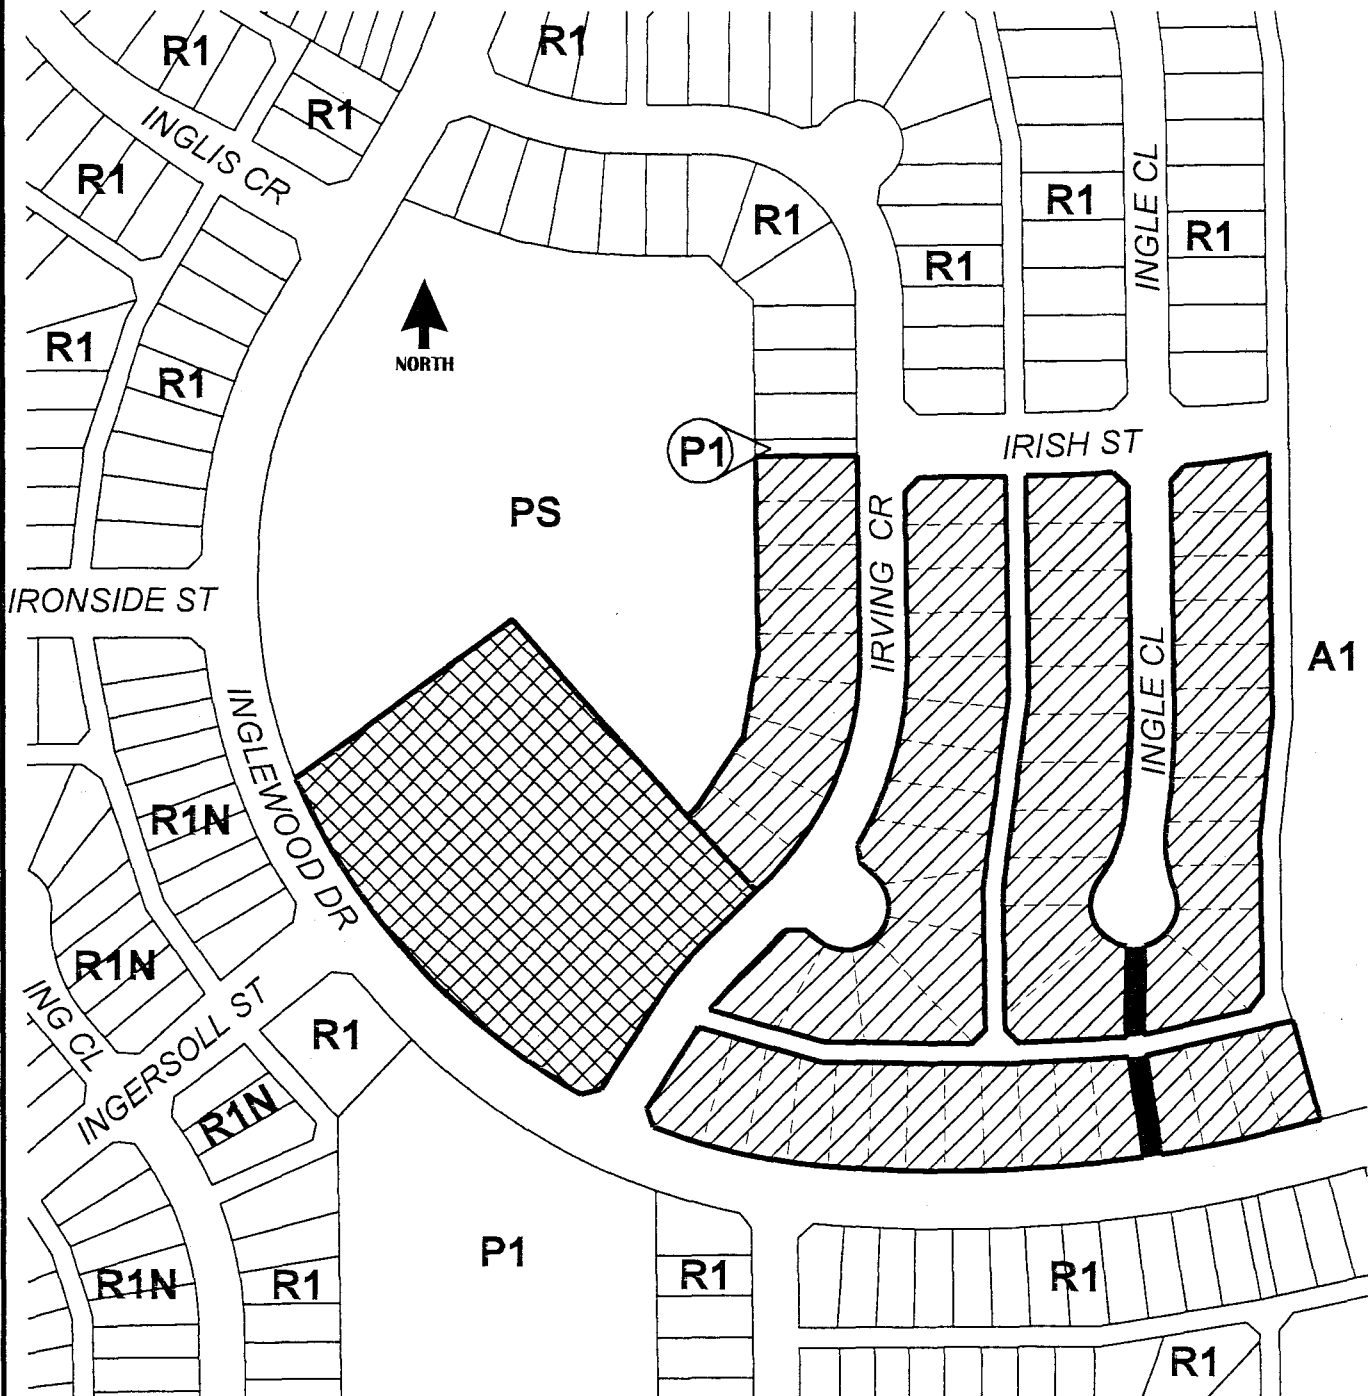 R1
R1
R1
INGLIS CR
R1
R1
R1
INGLE CL
R1
R1
R1
NORTH
R1
R1
P1
IRISH ST
PS
IRVING CR
IRONSIDE ST
INGLE CL
A1
INGLEWOOD DR
R1N
R1N
ING CL
INGERSOLL ST
R1
R1N
P1
R1N
R1
R1
R1
R1